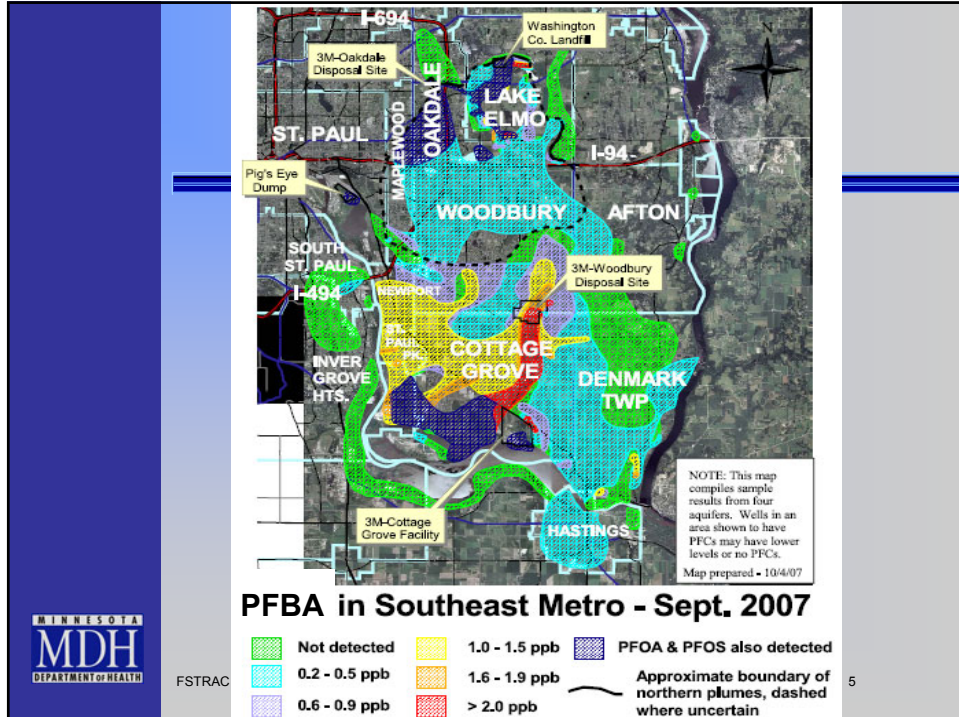 I-694
Washington
Co. Landfill
3M-Oakdale
Disposal Site
OAKDALE
LAKE
ELMO
MAPLEWOOD
ST. PAUL
I-94
Pig's Eye
Dump
WOODBURY
AFTON
SOUTH
ST. PAUL
3M-Woodbury
Disposal Site
NEWPORT
I-494
ST.
PAUL
PK.
COTTAGE
GROVE
INVER
GROVE
HTS.
DENMARK
TWP
NOTE: This map
compiles sample
results from four
aquifers. Wells in an
area shown to have
PFCs may have lower
levels or no PFCs.
Map prepared - 10/4/07
3M-Cottage
Grove Facility
HASTINGS
PFBA in Southeast Metro - Sept. 2007
Not detected
0.2 - 0.5 ppb
0.6 - 0.9 ppb
1.0 - 1.5 ppb
1.6 - 1.9 ppb
> 2.0 ppb
PFOA & PFOS also detected
Approximate boundary of
northern plumes, dashed
where uncertain
MINNESOTA
MDH
DEPARTMENT OF HEALTH
FSTRAC
5